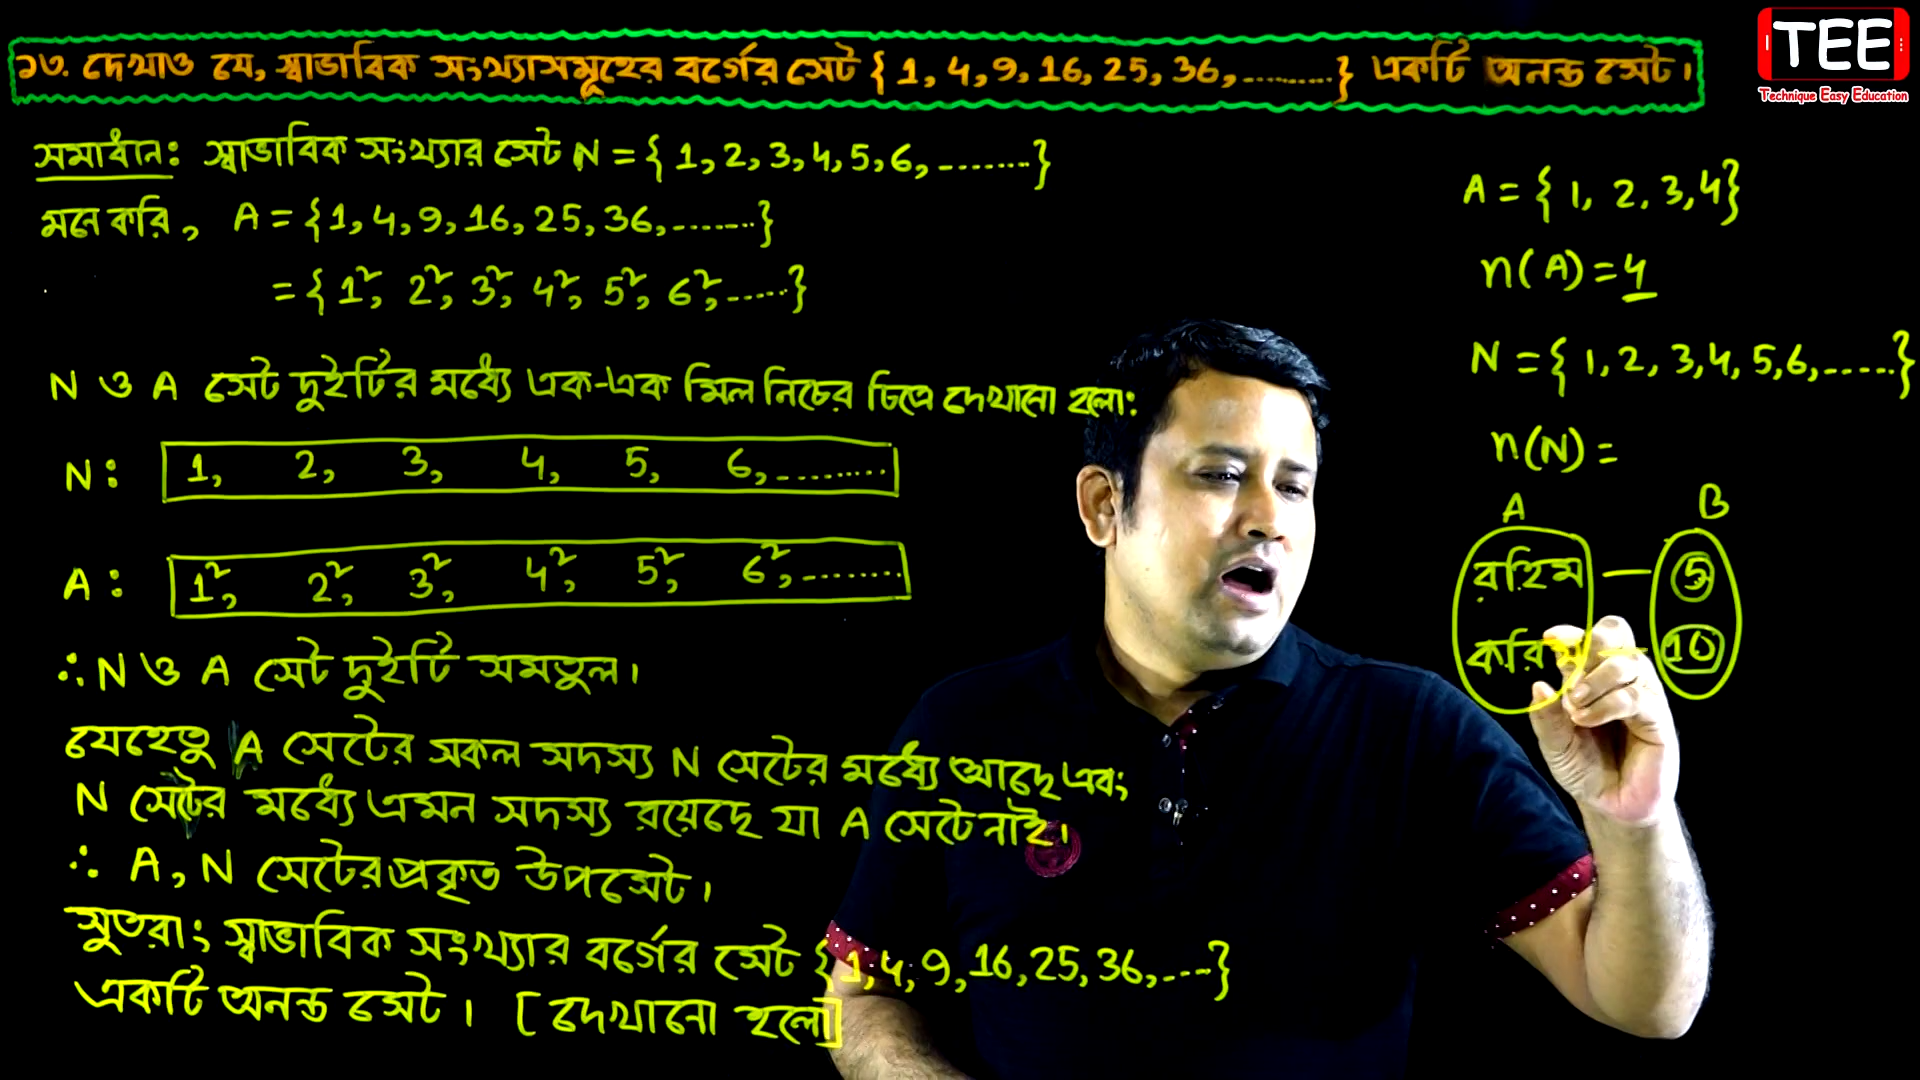 ১৩. দেখাও যে, স্বাভাবিক সংখ্যাসমূহের বর্গের সেট { 1, 4, 9, 16, 25, 36, ......... } একটি অনন্ত সেট।
TEE
Technique Easy Education
সমাধান: স্বাভাবিক সংখ্যার সেট N = { 1, 2, 3, 4, 5, 6, ........ }
মনে করি, A = { 1, 4, 9, 16, 25, 36, ....... }
= { 1², 2², 3², 4², 5², 6², ...... }
N ও A সেট দুইটির মধ্যে এক-এক মিল নিচের চিত্রে দেখানো হলো:
N: 1, 2, 3, 4, 5, 6, .........
A: 1², 2², 3², 4², 5², 6², .........
∴ N ও A সেট দুইটি সমতুল।
যেহেতু A সেটের সকল সদস্য N সেটের মধ্যে আছে এবং
N সেটের মধ্যে এমন সদস্য রয়েছে যা A সেটে নাই।
∴ A, N সেটের প্রকৃত উপসেট।
সুতরাং স্বাভাবিক সংখ্যার বর্গের সেট { 1, 4, 9, 16, 25, 36, .... }
একটি অনন্ত সেট। [ দেখানো হলো ]
A = { 1, 2, 3, 4 }
n(A) = 4
N = { 1, 2, 3, 4, 5, 6, ...... }
n(N) =
A B
রহিম — 5
করিম — 10